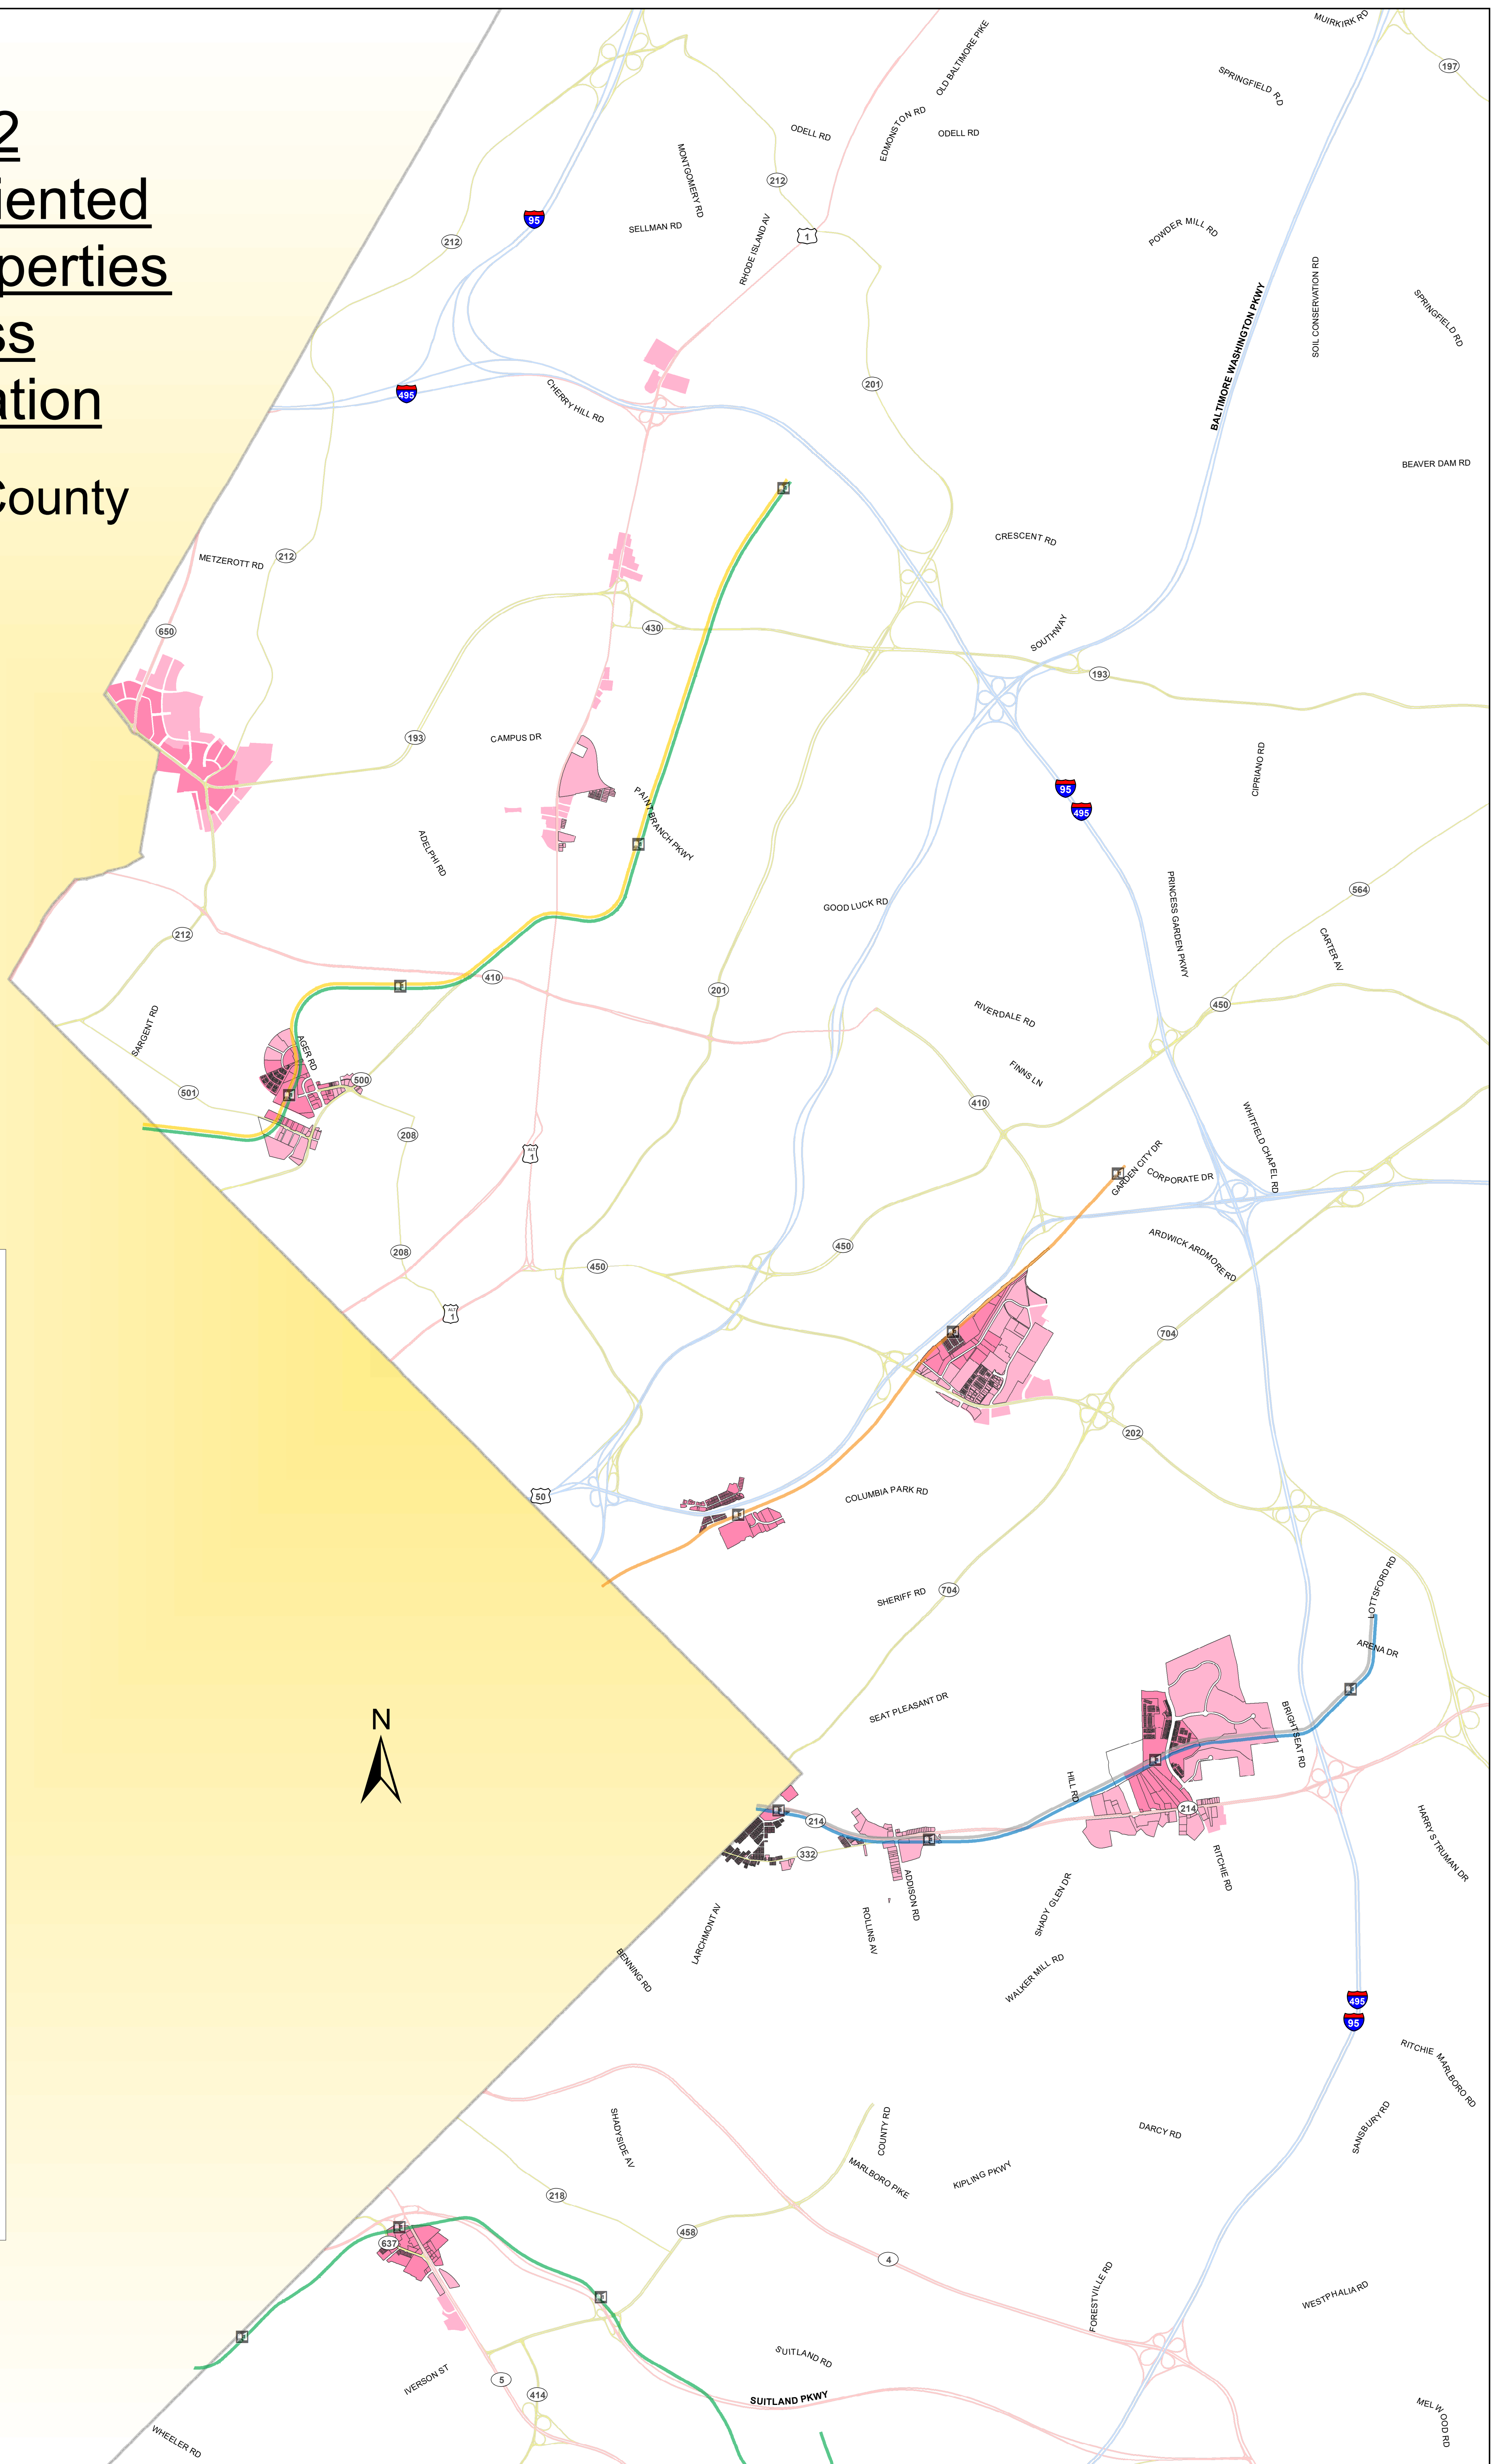 2
iented
perties
ss
ation
County
MUIRKIRK RD
OLD BALTIMORE PIKE
197
SPRINGFIELD RD
EDMONSTON RD
ODELL RD
ODELL RD
MONTGOMERY RD
212
95
SELLMAN RD
RHODE ISLAND AV
1
212
POWDER MILL RD
SOIL CONSERVATION RD
BALTIMORE WASHINGTON PKWY
SPRINGFIELD RD
495
CHERRY HILL RD
201
BEAVER DAM RD
CRESCENT RD
METZEROTT RD
212
650
430
SOUTHWAY
193
193
CAMPUS DR
CIPRIANO RD
95
495
PAINT BRANCH PKWY
ADELPHI RD
564
GOOD LUCK RD
PRINCESS GARDEN PKWY
212
CARTER AV
410
201
450
SARGENT RD
RIVERDALE RD
AGER RD
FINNS LN
500
501
410
208
WHITFIELD CHAPEL RD
ALT
1
GARDEN CITY DR
CORPORATE DR
208
450
450
ARDWICK ARDMORE RD
ALT
1
704
202
COLUMBIA PARK RD
50
SHERIFF RD
704
LOTTSFORD RD
ARENA DR
SEAT PLEASANT DR
N
BRIGHTSEAT RD
HILL RD
214
214
332
HARRY S TRUMAN DR
RITCHIE RD
ADDISON RD
SHADY GLEN DR
LARCHMONT AV
ROLLINS AV
BENNING RD
WALKER MILL RD
495
95
RITCHIE MARLBORO RD
SHADYSIDE AV
COUNTY RD
DARCY RD
SANSBURY RD
MARLBORO PIKE
KIPLING PKWY
218
458
637
4
FORESTVILLE RD
WESTPHALIA RD
SUITLAND RD
IVERSON ST
5
414
SUITLAND PKWY
MELWOOD RD
WHEELER RD